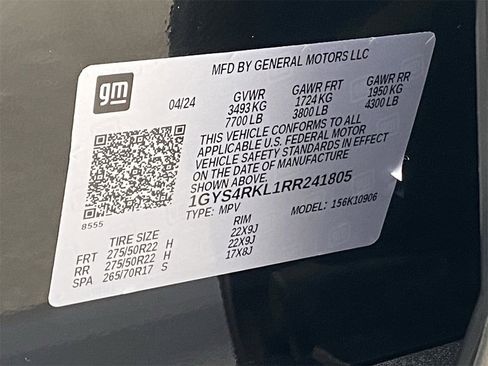 gm
MFD BY GENERAL MOTORS LLC
04/24 GVWR GAWR FRT GAWR RR
3493 KG 1724 KG 1950 KG
7700 LB 3800 LB 4300 LB
THIS VEHICLE CONFORMS TO ALL
APPLICABLE U.S. FEDERAL MOTOR
VEHICLE SAFETY STANDARDS IN EFFECT
ON THE DATE OF MANUFACTURE
SHOWN ABOVE.
1GYS4RKL1RR241805
TYPE: MPV MODEL: 156K10906
8555
TIRE SIZE RIM
FRT 275/50R22 H 22X9J
RR 275/50R22 H 22X9J
SPA 265/70R17 S 17X8J